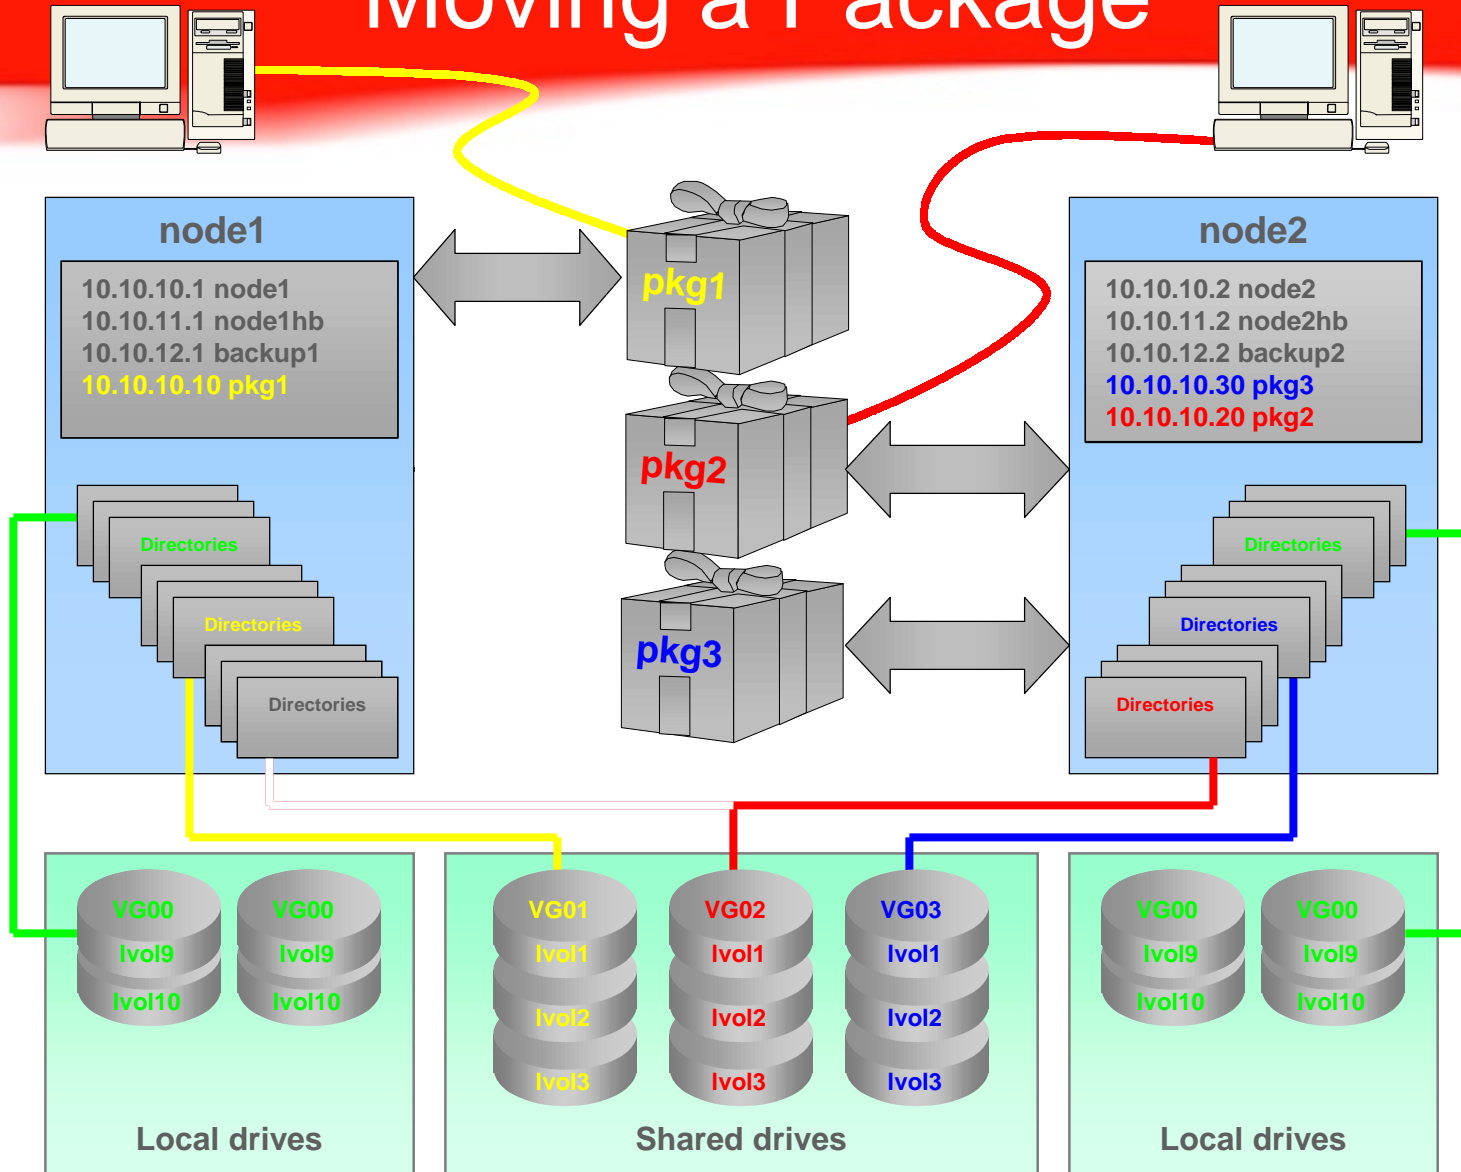 Moving a Package
node1
10.10.10.1 node1
10.10.11.1 node1hb
10.10.12.1 backup1
10.10.10.10 pkg1
Directories
Directories
Directories
pkg1
pkg2
pkg3
node2
10.10.10.2 node2
10.10.11.2 node2hb
10.10.12.2 backup2
10.10.10.30 pkg3
10.10.10.20 pkg2
Directories
Directories
Directories
VG00
lvol9
lvol10
VG00
lvol9
lvol10
Local drives
VG01
lvol1
lvol2
lvol3
VG02
lvol1
lvol2
lvol3
VG03
lvol1
lvol2
lvol3
Shared drives
VG00
lvol9
lvol10
VG00
lvol9
lvol10
Local drives